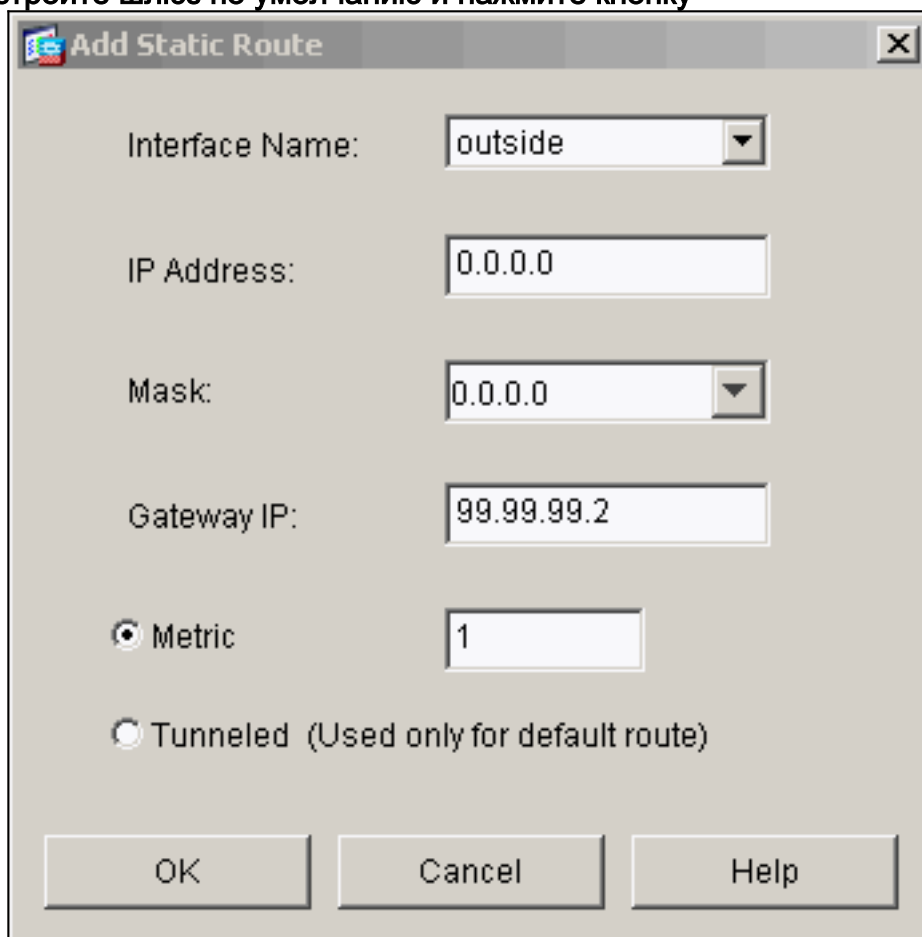 стройте шлюз по умолчанию и нажмите кнопку
Add Static Route
Interface Name: outside
IP Address: 0.0.0.0
Mask: 0.0.0.0
Gateway IP: 99.99.99.2
Metric 1
Tunneled (Used only for default route)
OK Cancel Help